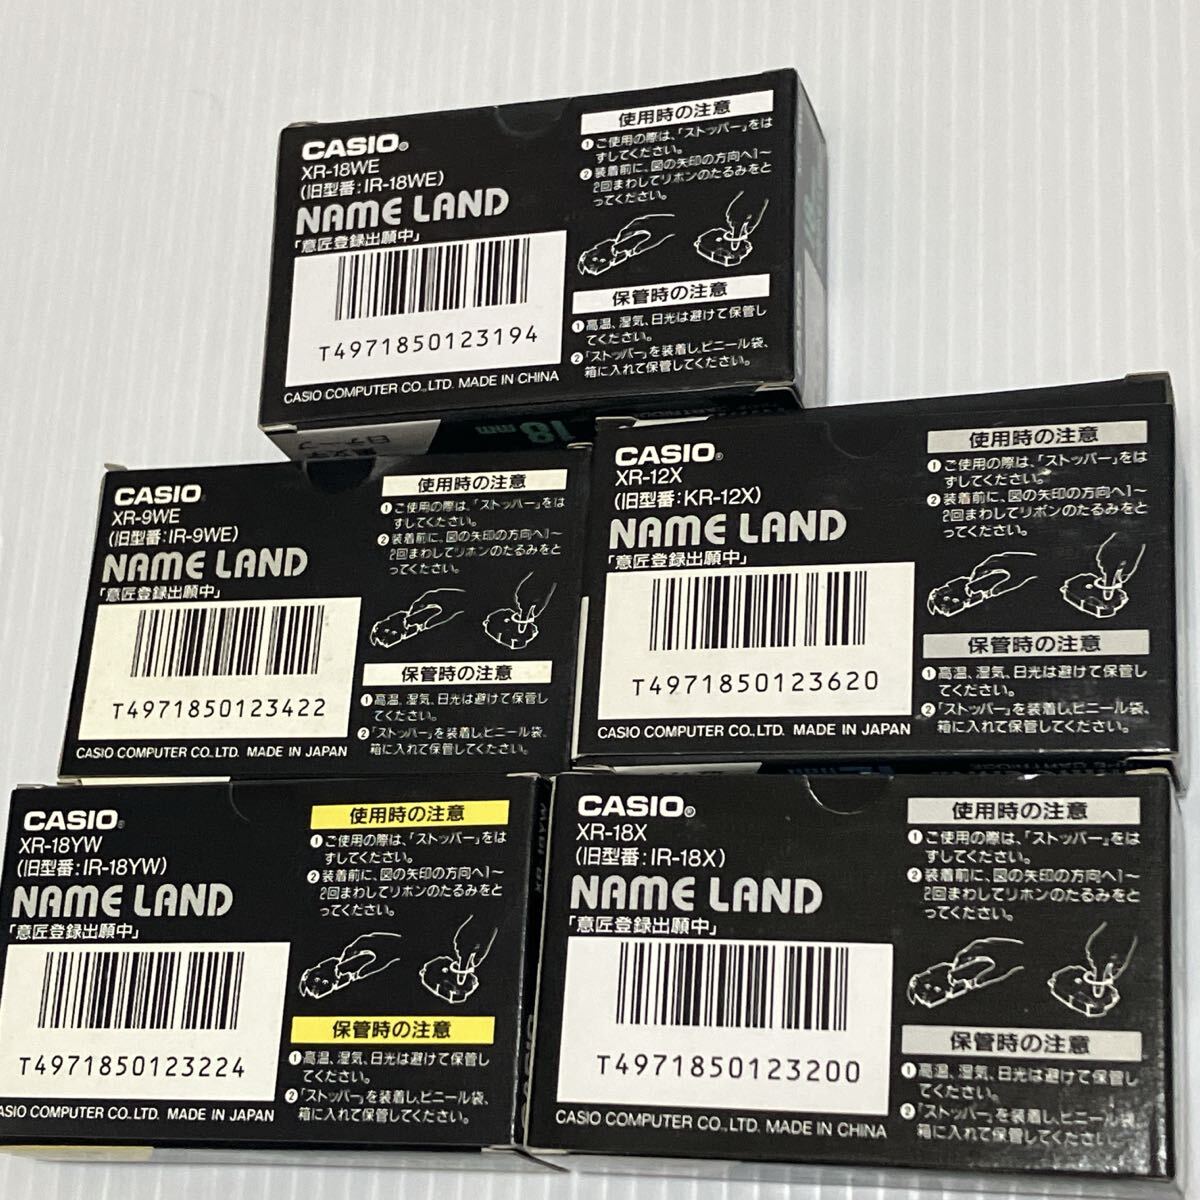 CASIO®
XR-18WE
(旧型番:IR-18WE)
NAME LAND
「意匠登録出願中」
T4971850123194
CASIO COMPUTER CO.,LTD. MADE IN CHINA
使用時の注意
❶ご使用の際は、「ストッパー」をは
ずしてください。
❷装着前に、図の矢印の方向へ1〜
2回まわしてリボンのたるみをと
ってください。
保管時の注意
❶高温、湿気、日光は避けて保管し
てください。
❷「ストッパー」を装着し、ビニール袋、
箱に入れて保管してください。
18mm
CASIO
XR-9WE
(旧型番:IR-9WE)
NAME LAND
「意匠登録出願中」
T4971850123422
CASIO COMPUTER CO.,LTD. MADE IN JAPAN
使用時の注意
❶ご使用の際は、「ストッパー」をは
ずしてください。
❷装着前に、図の矢印の方向へ1〜
2回まわしてリボンのたるみをと
ってください。
保管時の注意
❶高温、湿気、日光は避けて保管し
てください。
❷「ストッパー」を装着し、ビニール袋、
箱に入れて保管してください。
CASIO®
XR-12X
(旧型番:KR-12X)
NAME LAND
「意匠登録出願中」
T4971850123620
CASIO COMPUTER CO.,LTD. MADE IN JAPAN
使用時の注意
❶ご使用の際は、「ストッパー」をは
ずしてください。
❷装着前に、図の矢印の方向へ1〜
2回まわしてリボンのたるみをと
ってください。
保管時の注意
❶高温、湿気、日光は避けて保管し
てください。
❷「ストッパー」を装着し、ビニール袋、
箱に入れて保管してください。
CASIO®
XR-18YW
(旧型番:IR-18YW)
NAME LAND
「意匠登録出願中」
T4971850123224
ASIO COMPUTER CO.,LTD. MADE IN JAPAN
使用時の注意
❶ご使用の際は、「ストッパー」をは
ずしてください。
❷装着前に、図の矢印の方向へ1〜
2回まわしてリボンのたるみをと
ってください。
保管時の注意
❶高温、湿気、日光は避けて保管し
てください。
❷「ストッパー」を装着し、ビニール袋、
箱に入れて保管してください。
CASIO®
XR-18X
(旧型番:IR-18X)
NAME LAND
「意匠登録出願中」
T4971850123200
CASIO COMPUTER CO.,LTD. MADE IN CHINA
使用時の注意
❶ご使用の際は、「ストッパー」をは
ずしてください。
❷装着前に、図の矢印の方向へ1〜
2回まわしてリボンのたるみをと
ってください。
保管時の注意
❶高温、湿気、日光は避けて保管し
てください。
❷「ストッパー」を装着し、ビニール袋、
箱に入れて保管してください。